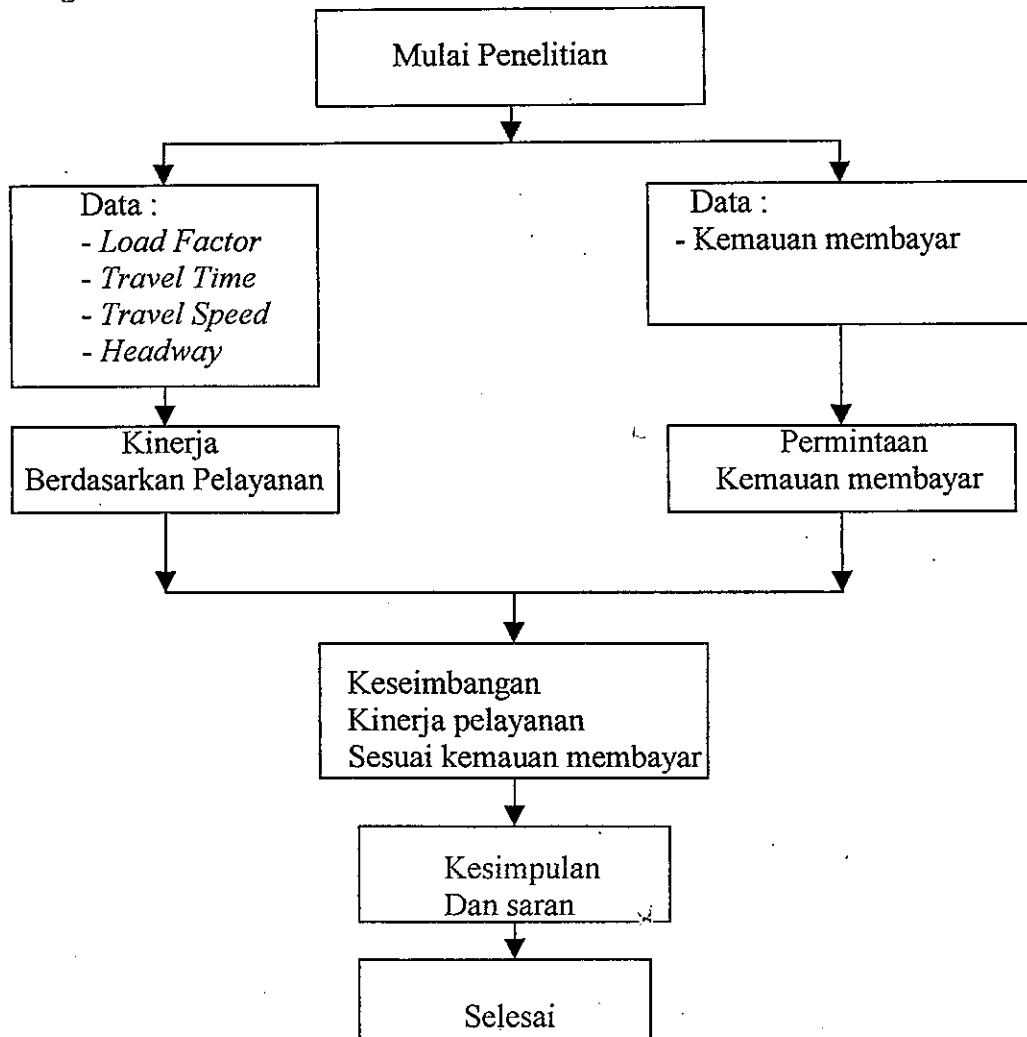 Mulai Penelitian
Data :
- Load Factor
- Travel Time
- Travel Speed
- Headway
Data :
- Kemauan membayar
Kinerja
Berdasarkan Pelayanan
Permintaan
Kemauan membayar
Keseimbangan
Kinerja pelayanan
Sesuai kemauan membayar
Kesimpulan
Dan saran
Selesai